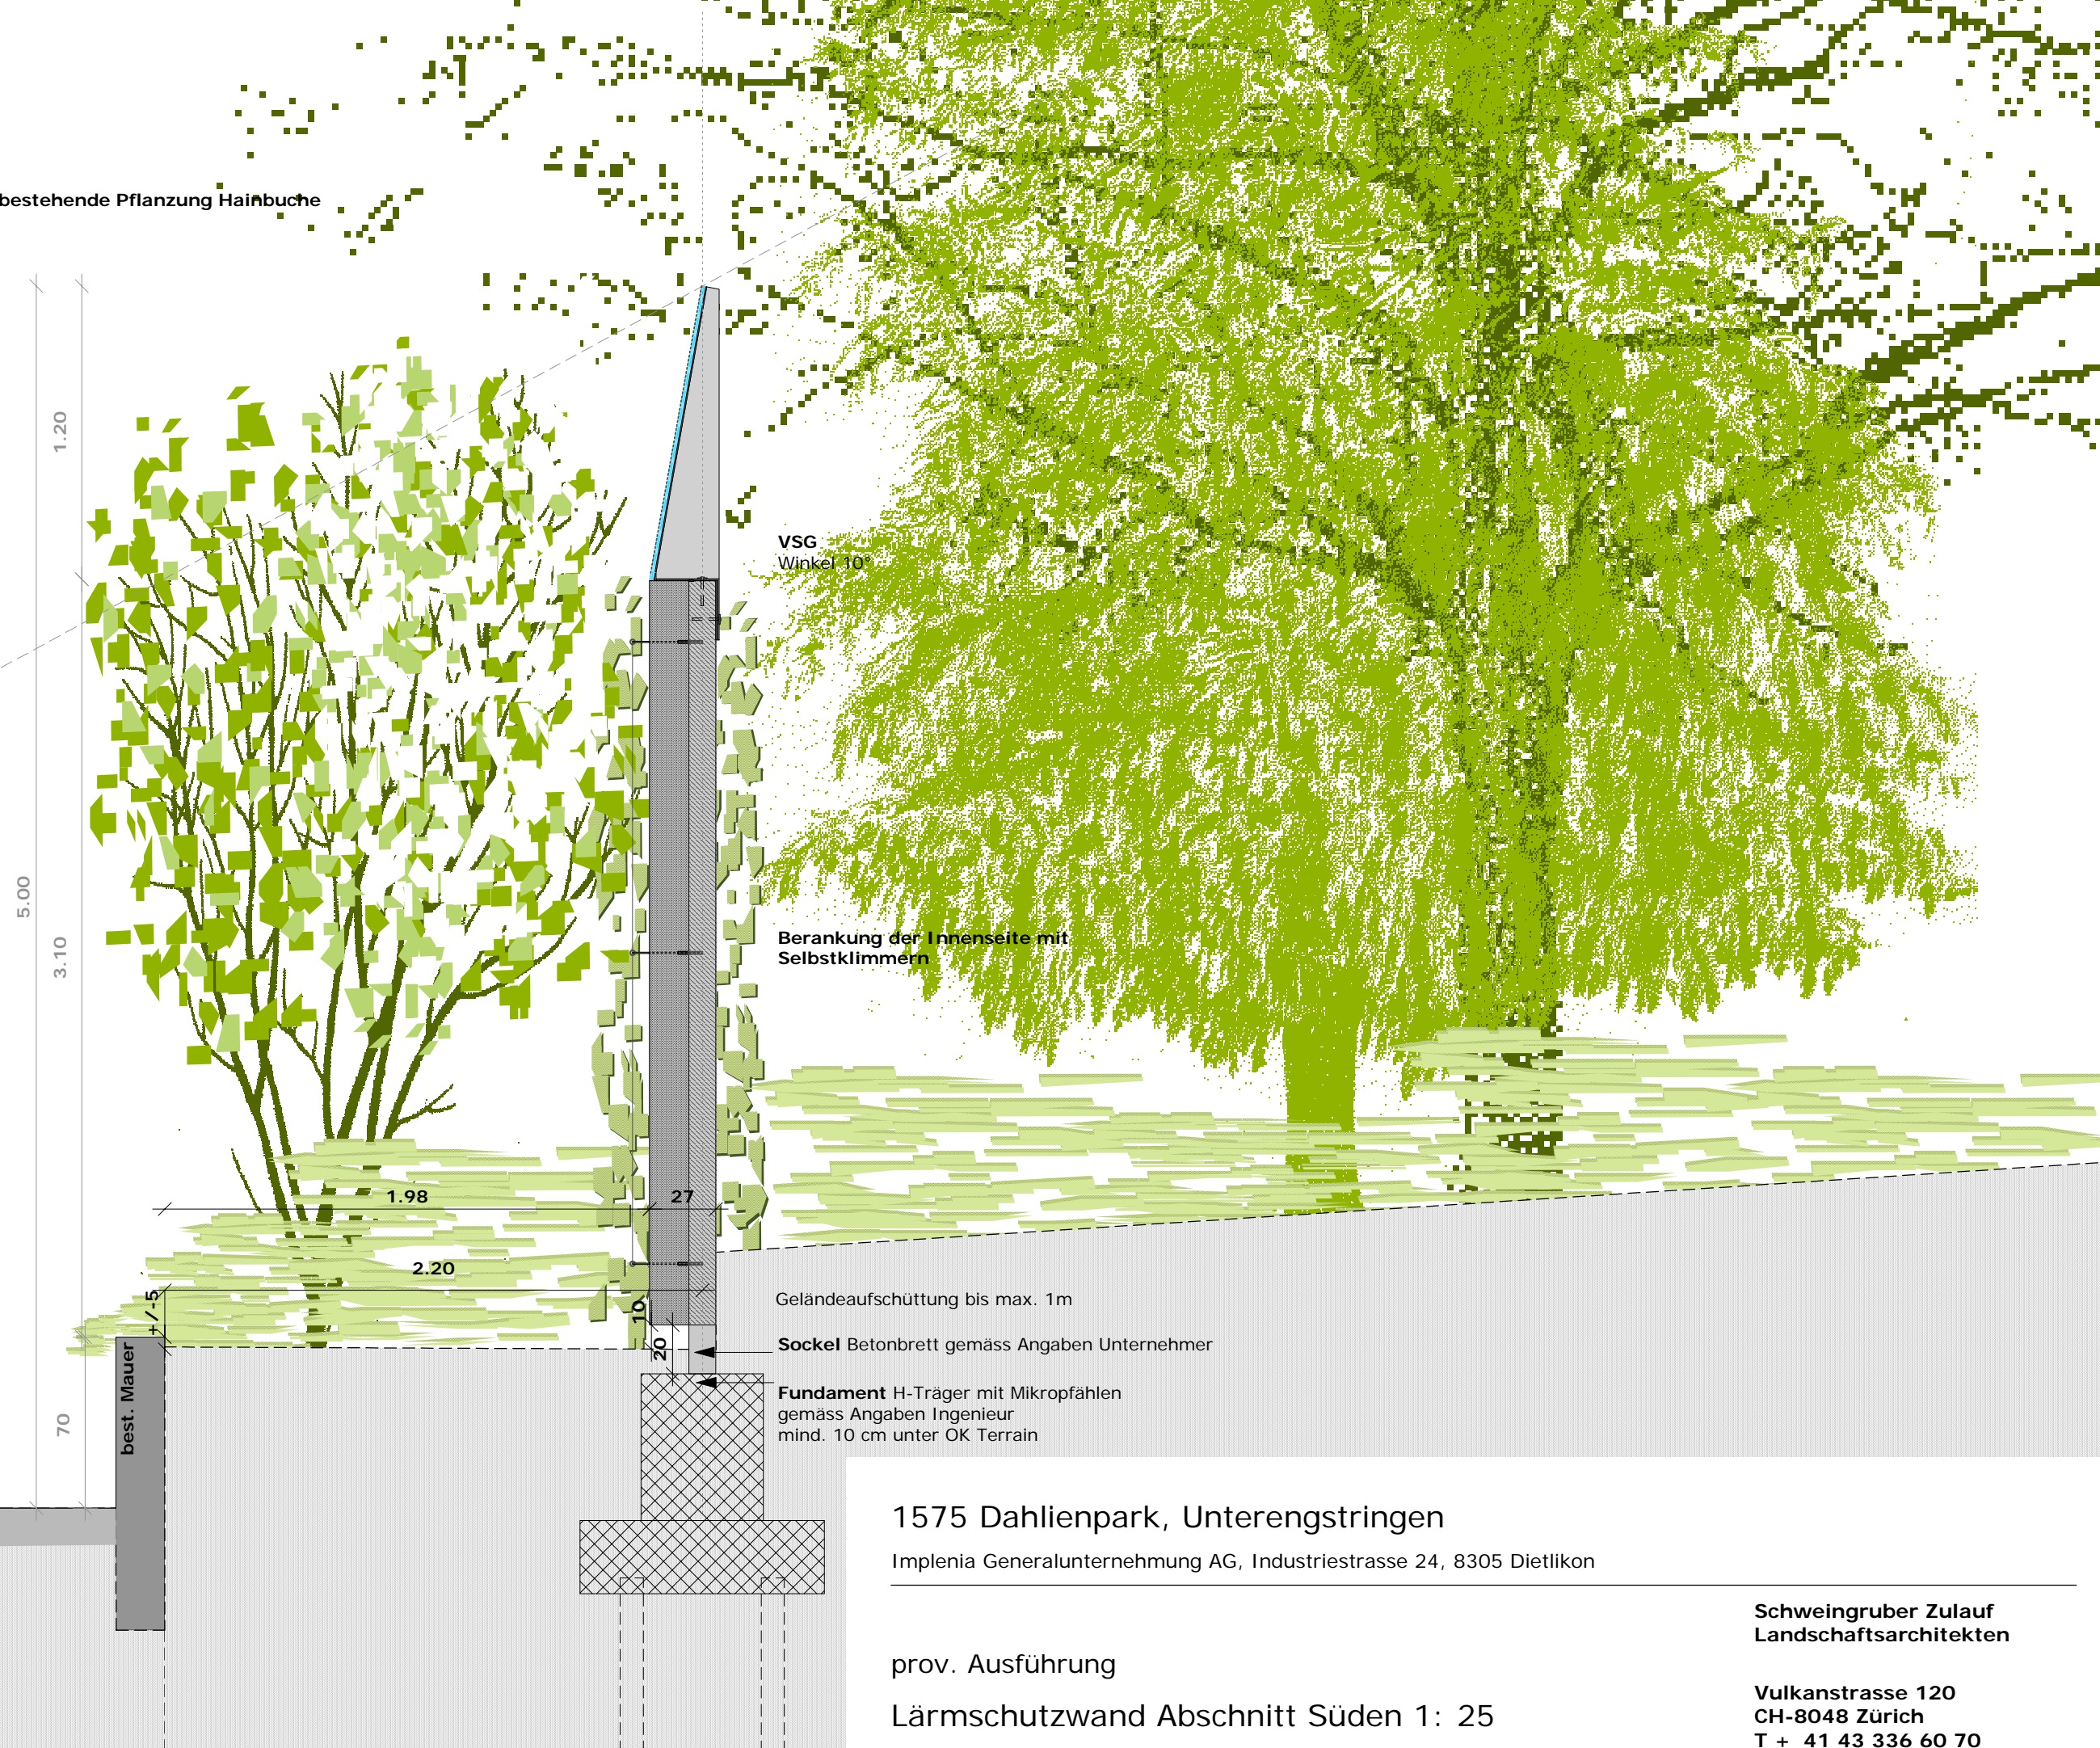 bestehende Pflanzung Hainbuche
1.20
5.00
3.10
70
VSG
Winkel 10°
Berankung der Innenseite mit
Selbstklimmern
1.98
27
2.20
+/-5
10
20
best. Mauer
Geländeaufschüttung bis max. 1m
Sockel Betonbrett gemäss Angaben Unternehmer
Fundament H-Träger mit Mikropfählen
gemäss Angaben Ingenieur
mind. 10 cm unter OK Terrain
1575 Dahlienpark, Unterengstringen
Implenia Generalunternehmung AG, Industriestrasse 24, 8305 Dietlikon
prov. Ausführung
Lärmschutzwand Abschnitt Süden 1: 25
Schweingruber Zulauf
Landschaftsarchitekten
Vulkanstrasse 120
CH-8048 Zürich
T + 41 43 336 60 70